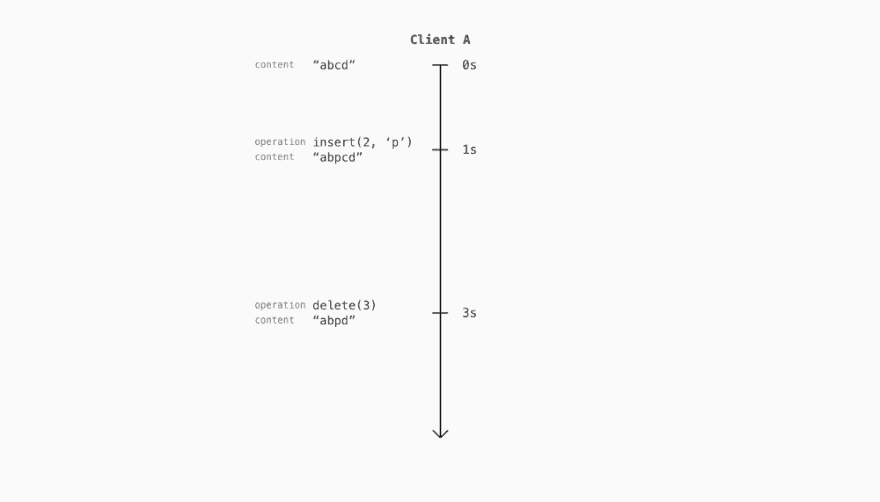 Client A
content “abcd” 0s
operation insert(2, ‘p’)
1s
content “abpcd”
operation delete(3)
3s
content “abpd”